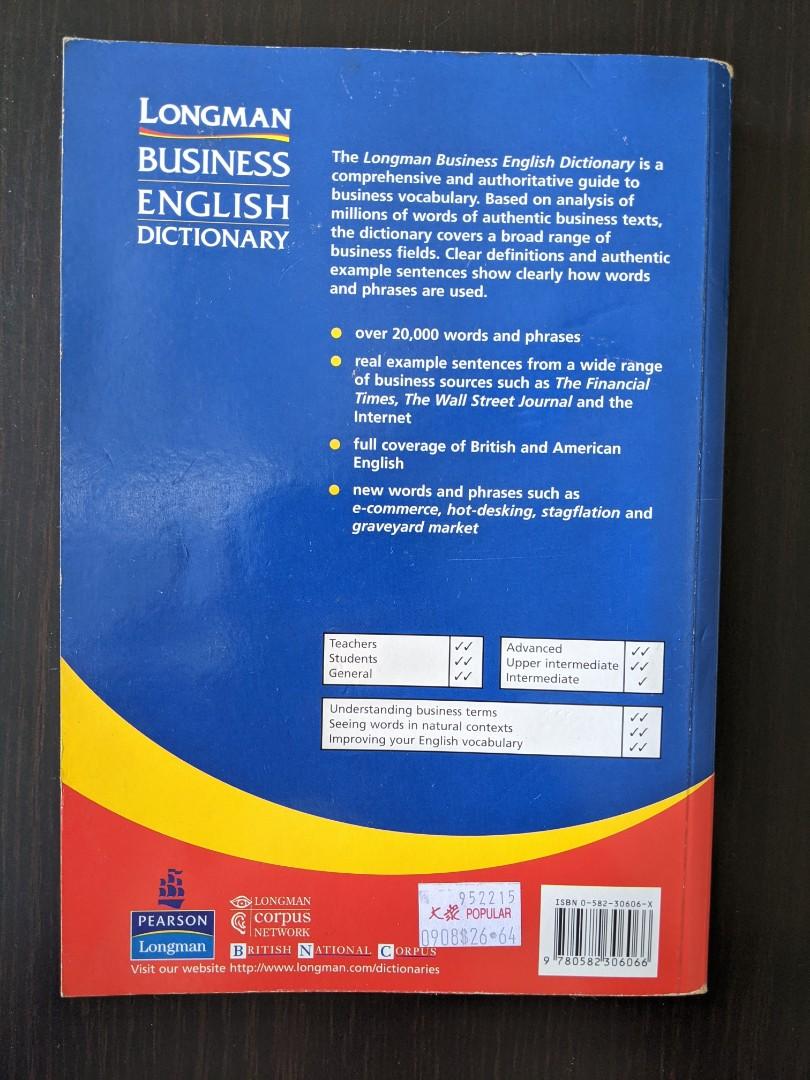 LONGMAN
BUSINESS
ENGLISH
DICTIONARY
The Longman Business English Dictionary is a
comprehensive and authoritative guide to
business vocabulary. Based on analysis of
millions of words of authentic business texts,
the dictionary covers a broad range of
business fields. Clear definitions and authentic
example sentences show clearly how words
and phrases are used.
over 20,000 words and phrases
real example sentences from a wide range
of business sources such as The Financial
Times, The Wall Street Journal and the
Internet
full coverage of British and American
English
new words and phrases such as
e-commerce, hot-desking, stagflation and
graveyard market
Teachers ✓✓
Students ✓✓
General ✓✓
Advanced ✓✓
Upper intermediate ✓✓
Intermediate ✓
Understanding business terms ✓✓
Seeing words in natural contexts ✓✓
Improving your English vocabulary ✓✓
PEARSON
Longman
LONGMAN
corpus
NETWORK
BRITISH NATIONAL CORPUS
Visit our website http://www.longman.com/dictionaries
952215
大眾 POPULAR
0908$26.64
ISBN 0-582-30606-X
9 780582 306066